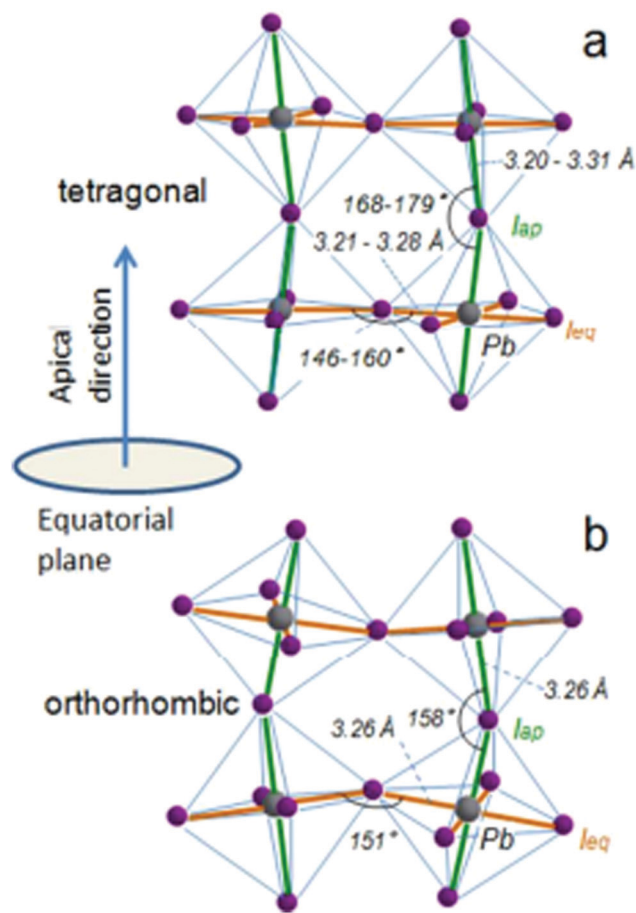 a
3.20 - 3.31 Å
tetragonal
168-179°
Iap
3.21 - 3.28 Å
Apical
direction
Pb
Ieq
146-160°
Equatorial
plane
b
orthorhombic
3.26 Å
3.26 Å
158°
Iap
151°
Pb
Ieq